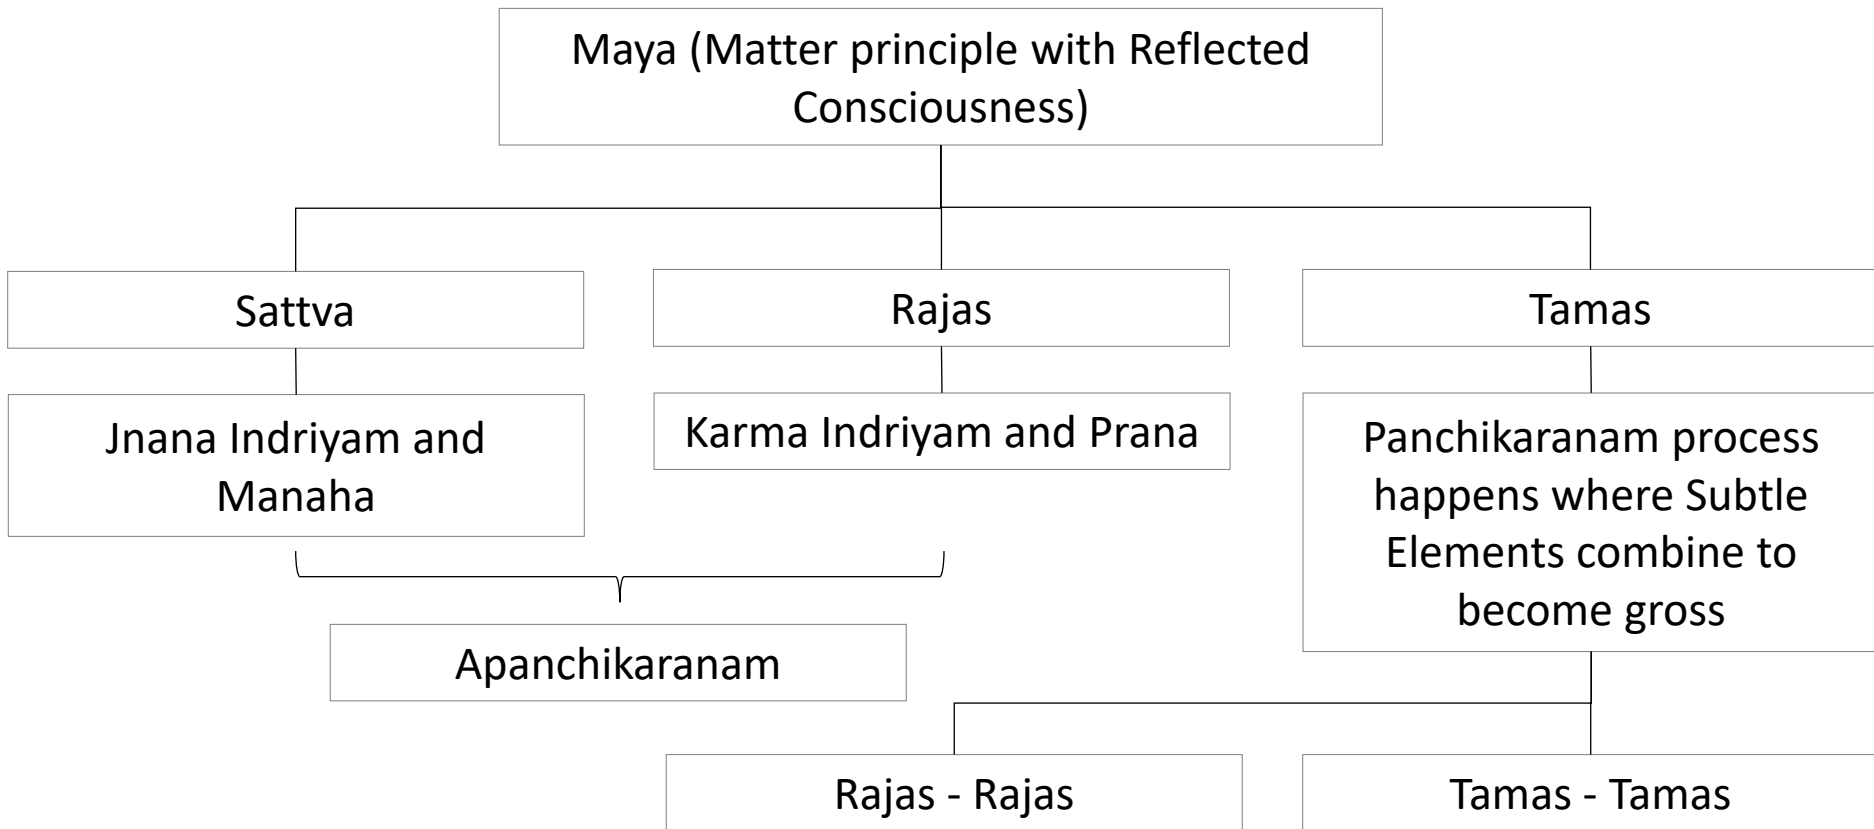 Maya (Matter principle with Reflected
Consciousness)
Sattva
Rajas
Tamas
Jnana Indriyam and
Manaha
Karma Indriyam and Prana
Panchikaranam process
happens where Subtle
Elements combine to
become gross
Apanchikaranam
Rajas - Rajas
Tamas - Tamas